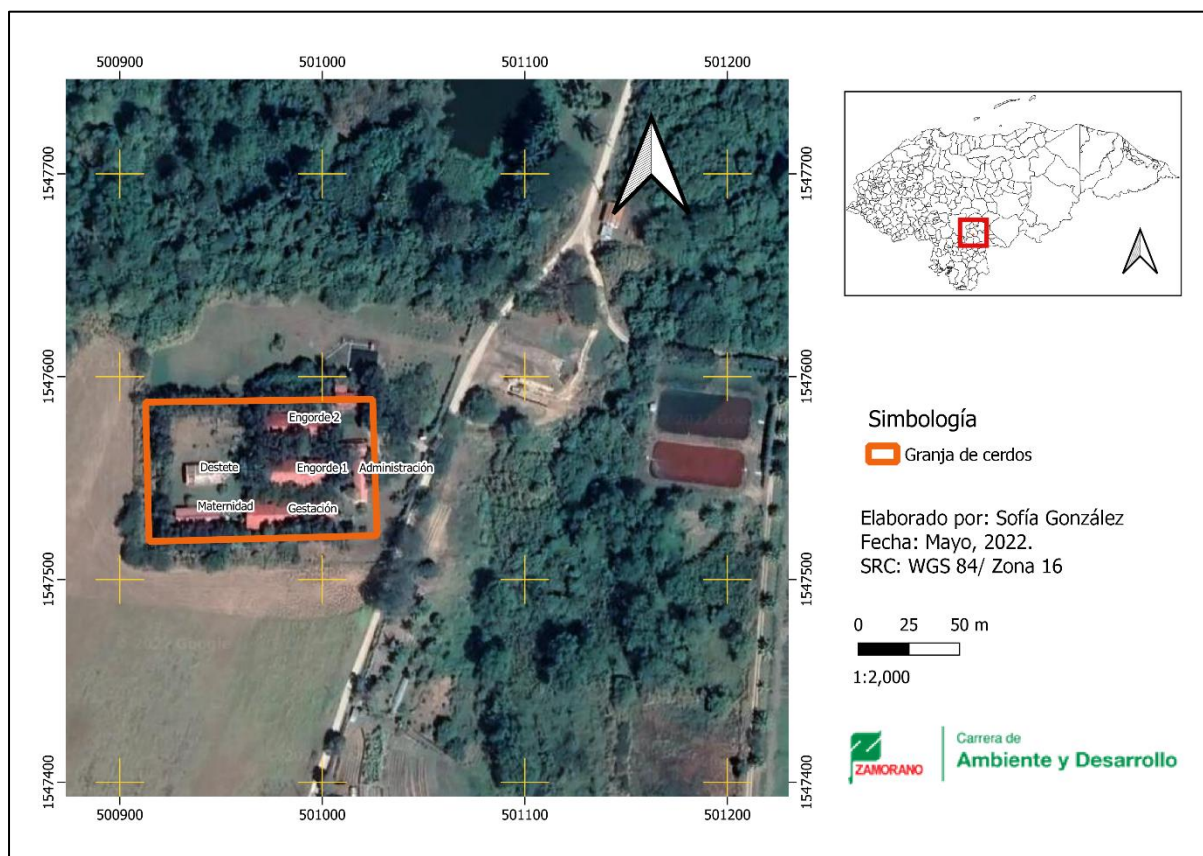 500900
501000
501100
501200
1547700
1547600
1547500
1547400
1547700
1547600
1547500
1547400
Engorde 2
Destete
Engorde 1
Administración
Maternidad
Gestación
500900
501000
501100
501200
Simbología
Granja de cerdos
Elaborado por: Sofía González
Fecha: Mayo, 2022.
SRC: WGS 84/ Zona 16
0 25 50 m
1:2,000
ZAMORANO
Carrera de
Ambiente y Desarrollo